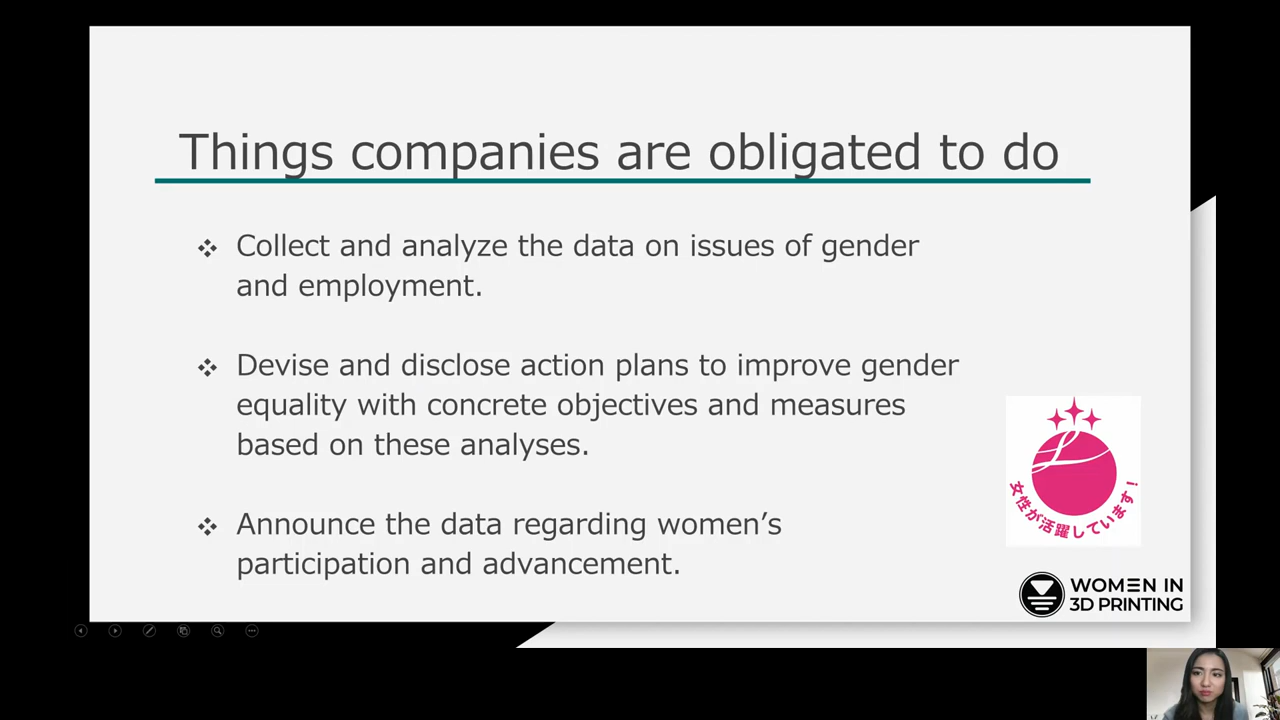 Things companies are obligated to do
❖ Collect and analyze the data on issues of gender
and employment.
❖ Devise and disclose action plans to improve gender
equality with concrete objectives and measures
based on these analyses.
❖ Announce the data regarding women’s
participation and advancement.
女性が活躍しています!
WOMEN IN
3D PRINTING